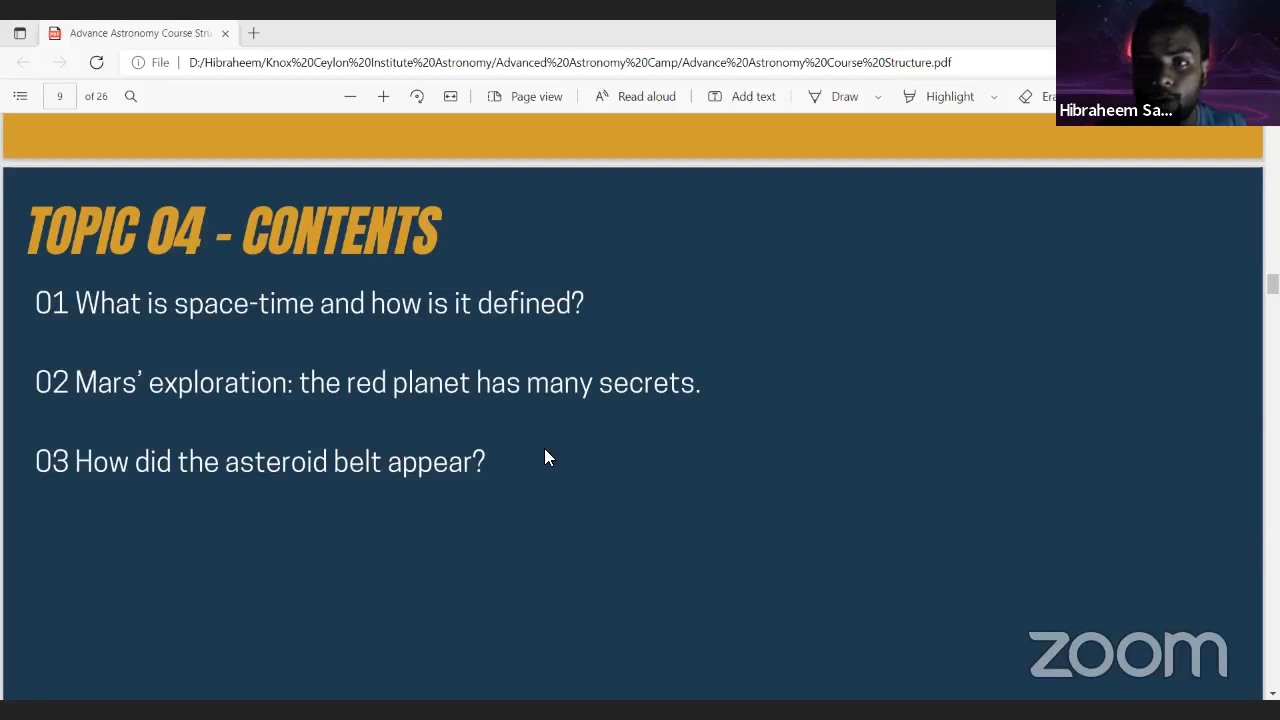 Advance Astronomy Course Stru
File
D:/Hibraheem/Knox%20Ceylon%20Institute%20Astronomy/Advanced%20Astronomy%20Camp/Advance%20Astronomy%20Course%20Structure.pdf
9 of 26
Page view
Read aloud
Add text
Draw
Highlight
Era
Hibraheem Sa...
TOPIC 04 - CONTENTS
01 What is space-time and how is it defined?
02 Mars’ exploration: the red planet has many secrets.
03 How did the asteroid belt appear?
zoom